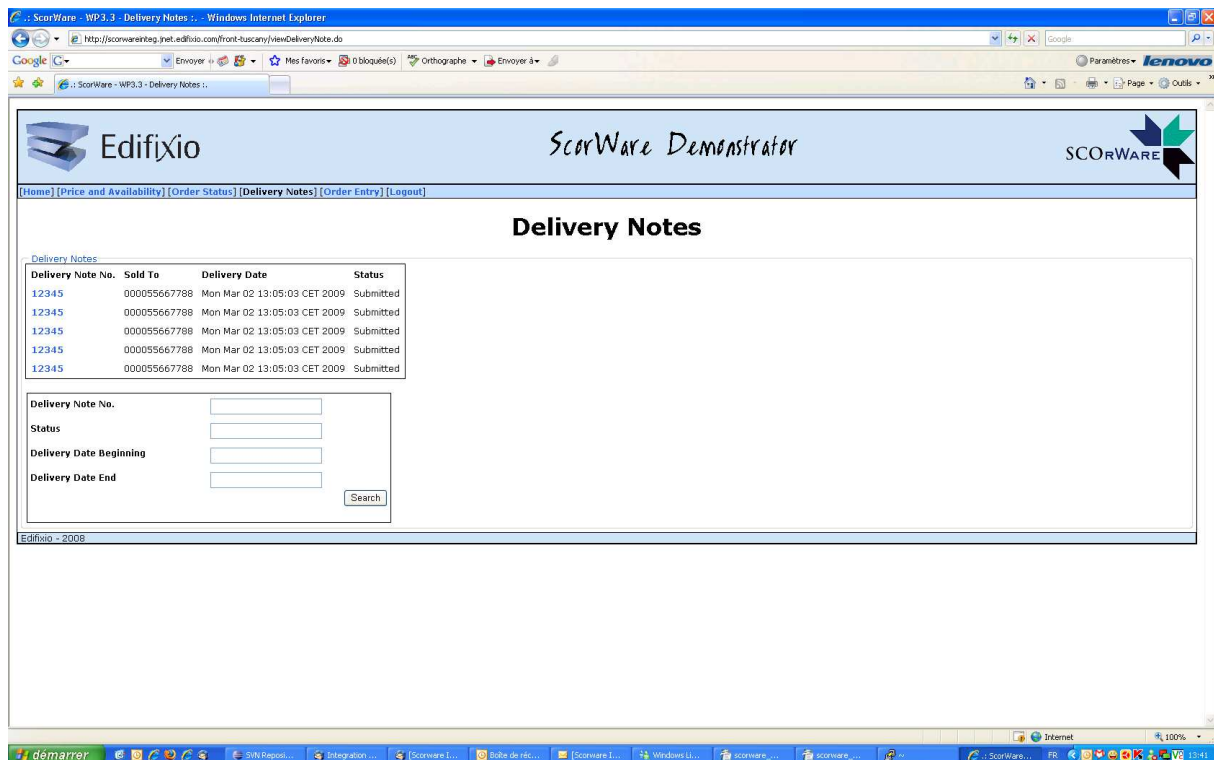 .: ScorWare - WP3.3 - Delivery Notes :. - Windows Internet Explorer
http://scorwareinteg.jnet.edifixio.com/front-tuscany/viewDeliveryNote.do
Google
Google G Envoyer Mes favoris 0 bloquée(s) Orthographe Envoyer à Paramètres lenovo
.: ScorWare - WP3.3 - Delivery Notes :. Page Outils
Edifixio ScorWare Demonstrator SCORWARE
[Home] [Price and Availability] [Order Status] [Delivery Notes] [Order Entry] [Logout]
Delivery Notes
Delivery Notes
Delivery Note No. Sold To Delivery Date Status
12345 000055667788 Mon Mar 02 13:05:03 CET 2009 Submitted
12345 000055667788 Mon Mar 02 13:05:03 CET 2009 Submitted
12345 000055667788 Mon Mar 02 13:05:03 CET 2009 Submitted
12345 000055667788 Mon Mar 02 13:05:03 CET 2009 Submitted
12345 000055667788 Mon Mar 02 13:05:03 CET 2009 Submitted
Delivery Note No.
Status
Delivery Date Beginning
Delivery Date End
Search
Edifixio - 2008
Internet 100%
démarrer SVN Reposi... Integration ... [Scorware I... Boîte de réc... [Scorware I... Windows Li... scorware_... scorware_... ~ .: ScorWare... FR 13:41